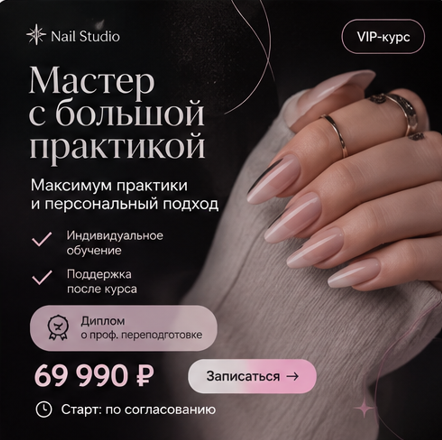 Nail Studio
VIP-курс
Мастер
с большой
практикой
Максимум практики
и персональный подход
Индивидуальное
обучение
Поддержка
после курса
Диплом
о проф. переподготовке
69 990 ₽
Записаться →
Старт: по согласованию